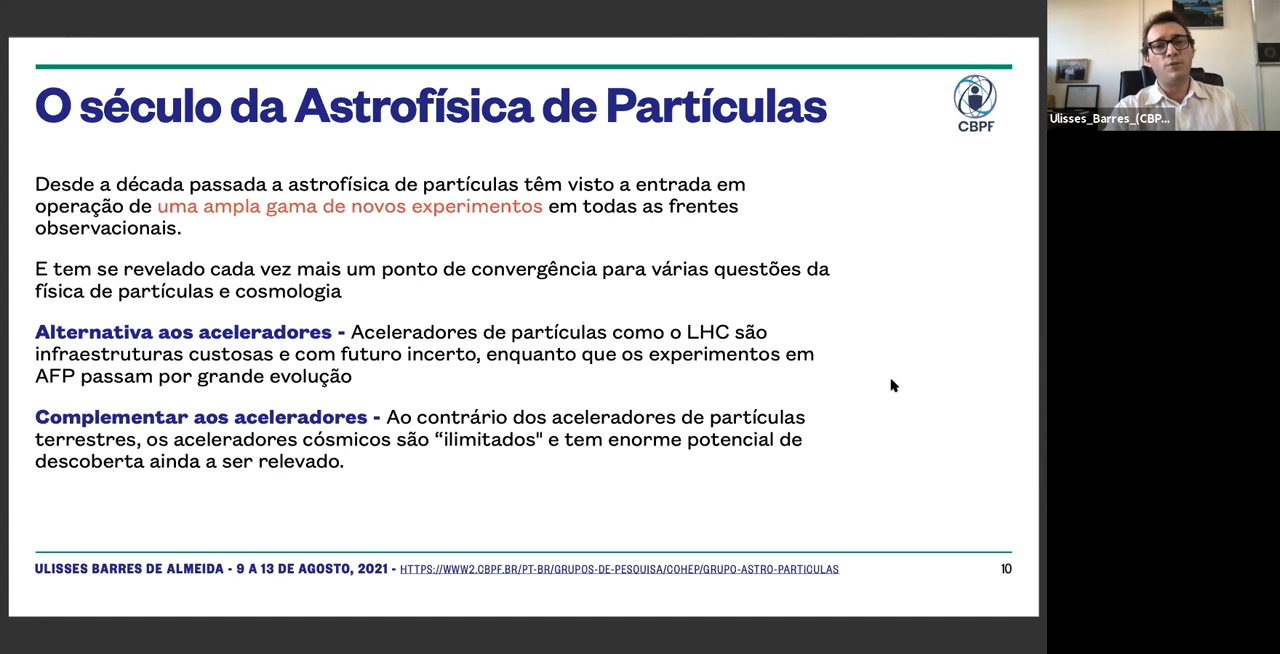 O século da Astrofísica de Partículas
CBPF
Desde a década passada a astrofísica de partículas têm visto a entrada em
operação de uma ampla gama de novos experimentos em todas as frentes
observacionais.
E tem se revelado cada vez mais um ponto de convergência para várias questões da
física de partículas e cosmologia
Alternativa aos aceleradores - Aceleradores de partículas como o LHC são
infraestruturas custosas e com futuro incerto, enquanto que os experimentos em
AFP passam por grande evolução
Complementar aos aceleradores - Ao contrário dos aceleradores de partículas
terrestres, os aceleradores cósmicos são “ilimitados" e tem enorme potencial de
descoberta ainda a ser relevado.
ULISSES BARRES DE ALMEIDA - 9 A 13 DE AGOSTO, 2021 - HTTPS://WWW2.CBPF.BR/PT-BR/GRUPOS-DE-PESQUISA/COHEP/GRUPO-ASTRO-PARTICULAS
10
Ulisses_Barres_(CBP...